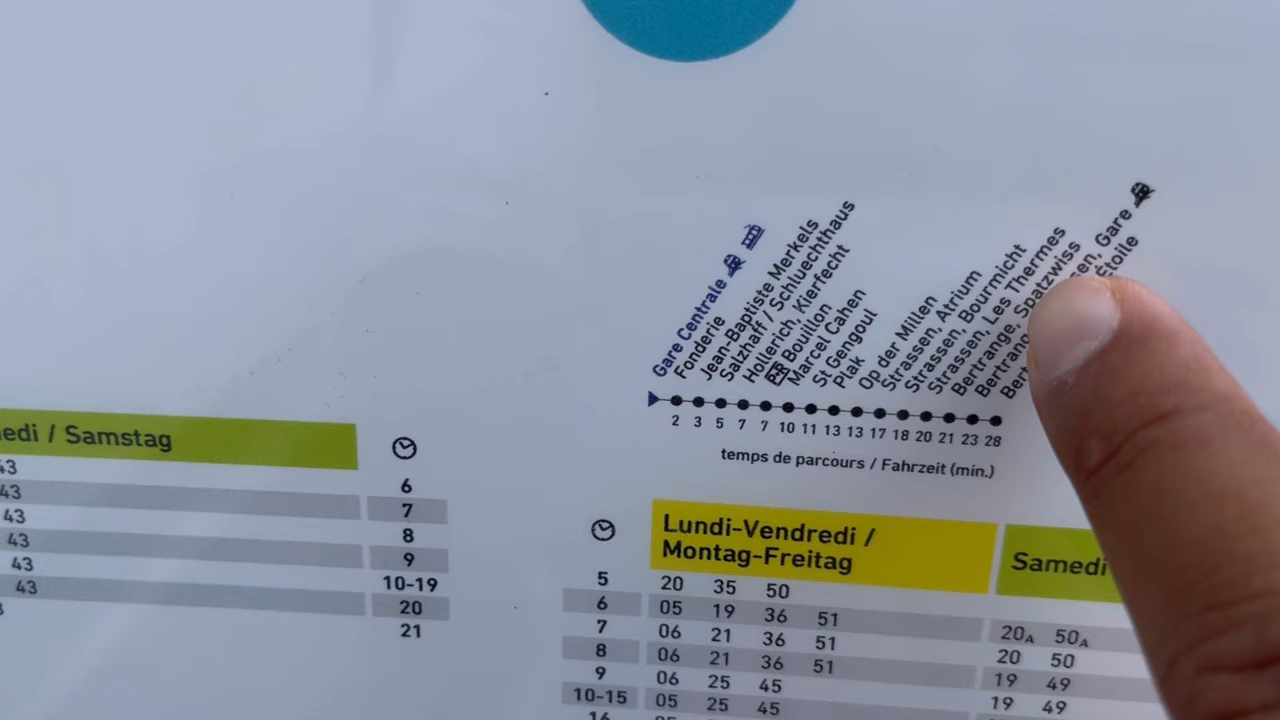 Gare Centrale
Fonderie
Jean-Baptiste Merkels
Salzhaff / Schluechthaus
Hollerich, Kierfecht
P+R Bouillon
Marcel Cahen
St Gengoul
Plak
Op der Millen
Strassen, Atrium
Strassen, Bourmicht
Strassen, Les Thermes
Bertrange, Spatzwiss
Gare
Étoile
2 3 5 7 7 10 11 13 13 17 18 20 21 23 28
temps de parcours / Fahrzeit (min.)
/ Samstag
43 6
43 7
43 8
43 9
43 10-19
43 20
21
Lundi-Vendredi /
Montag-Freitag
Samedi
5 20 35 50
6 05 19 36 51 20A 50A
7 06 21 36 51 20 50
8 06 21 36 51 19 49
9 06 25 45 19 49
10-15 05 25 45
16